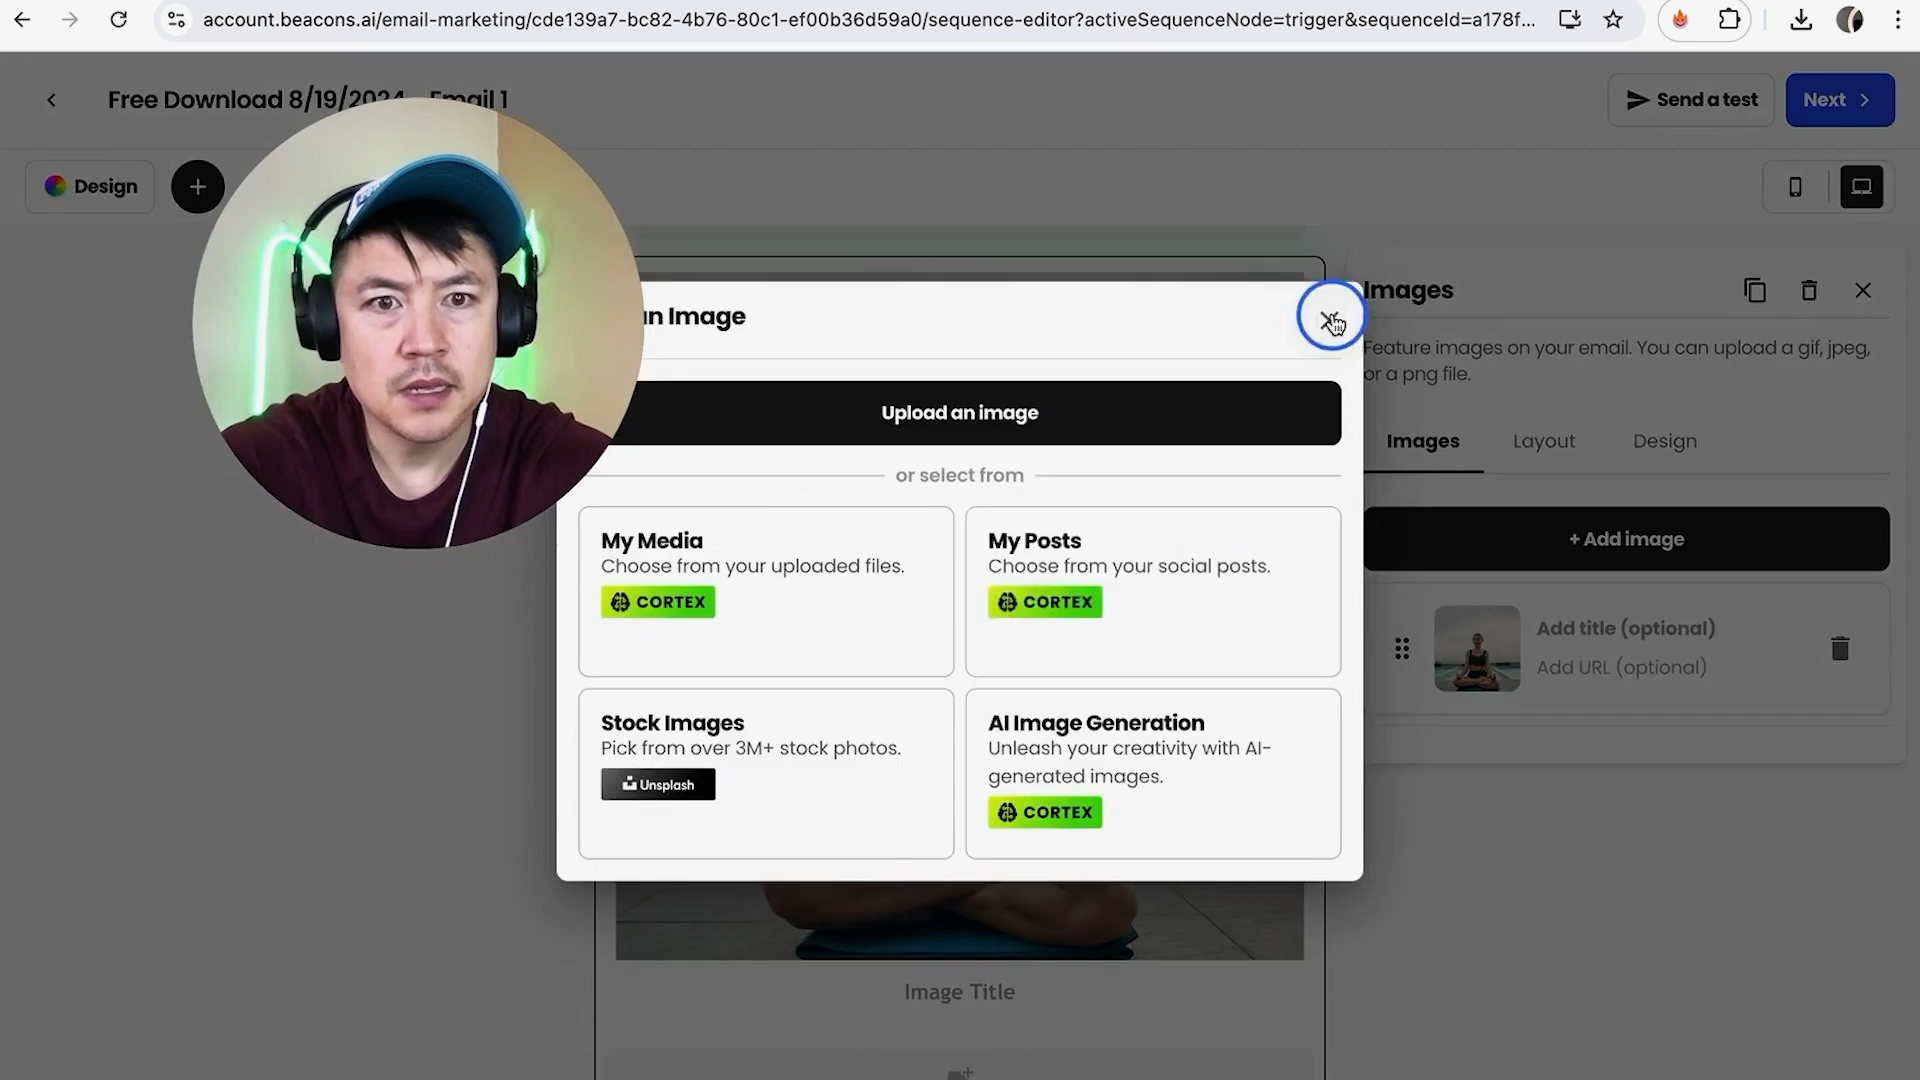 account.beacons.ai/email-marketing/cde139a7-bc82-4b76-80c1-ef00b36d59a0/sequence-editor?activeSequenceNode=trigger&sequenceId=a178f...
Free Download 8/19/2024 Email 1
Send a test
Next
Design
an Image
Images
Feature images on your email. You can upload a gif, jpeg,
or a png file.
Upload an image
Images
Layout
Design
or select from
+ Add image
My Media
Choose from your uploaded files.
CORTEX
My Posts
Choose from your social posts.
CORTEX
Add title (optional)
Add URL (optional)
Stock Images
Pick from over 3M+ stock photos.
Unsplash
AI Image Generation
Unleash your creativity with AI-
generated images.
CORTEX
Image Title